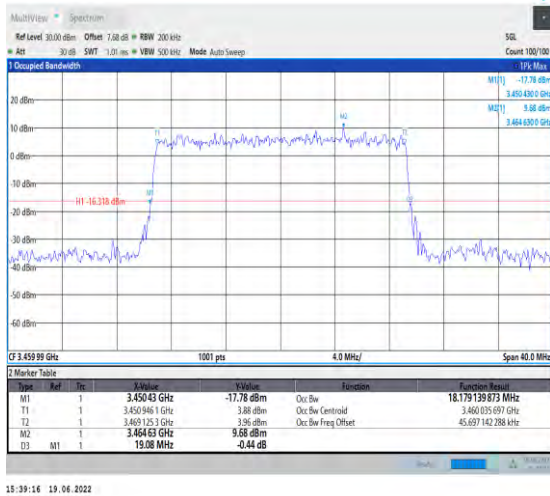 MultiView Spectrum
Ref Level 30.00 dBm Offset 7.68 dB RBW 200 kHz SGL
Att 30 dB SWT 1.01 ms VBW 500 kHz Mode Auto Sweep Count 100/100
1 Occupied Bandwidth 1Pk Max
M1[1] -17.78 dBm
3.450 430 0 GHz
M2[1] 9.68 dBm
3.464 630 0 GHz
20 dBm
M2
10 dBm
T1
0 dBm
-10 dBm
M1
H1 -16.318 dBm
-20 dBm
-30 dBm
-40 dBm
-50 dBm
-60 dBm
CF 3.459 99 GHz 1001 pts 4.0 MHz/ Span 40.0 MHz
2 Marker Table
Type Ref Trc X-Value Y-Value Function Function Result
M1 1 3.450 43 GHz -17.78 dBm Occ Bw 18.179 139 873 MHz
T1 1 3.450 946 1 GHz 3.88 dBm Occ Bw Centroid 3.460 035 697 GHz
T2 1 3.469 125 3 GHz 3.96 dBm Occ Bw Freq Offset 45.697 142 288 kHz
M2 1 3.464 63 GHz 9.68 dBm
D3 M1 1 19.08 MHz -0.44 dB
15:39:16 19.06.2022